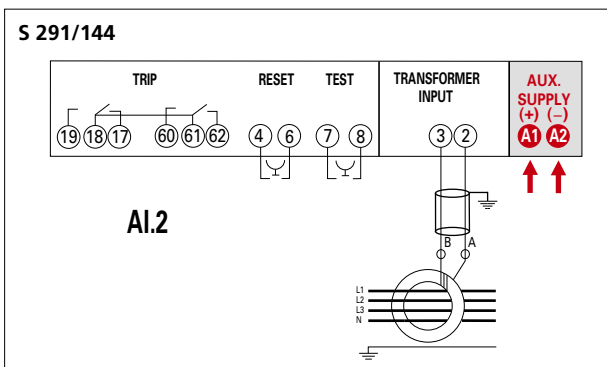 S 291/144
TRIP RESET TEST TRANSFORMER INPUT AUX. SUPPLY
(+) (−)
19 18 17 60 61 62 4 6 7 8 3 2 A1 A2
AI.2
B A
L1
L2
L3
N